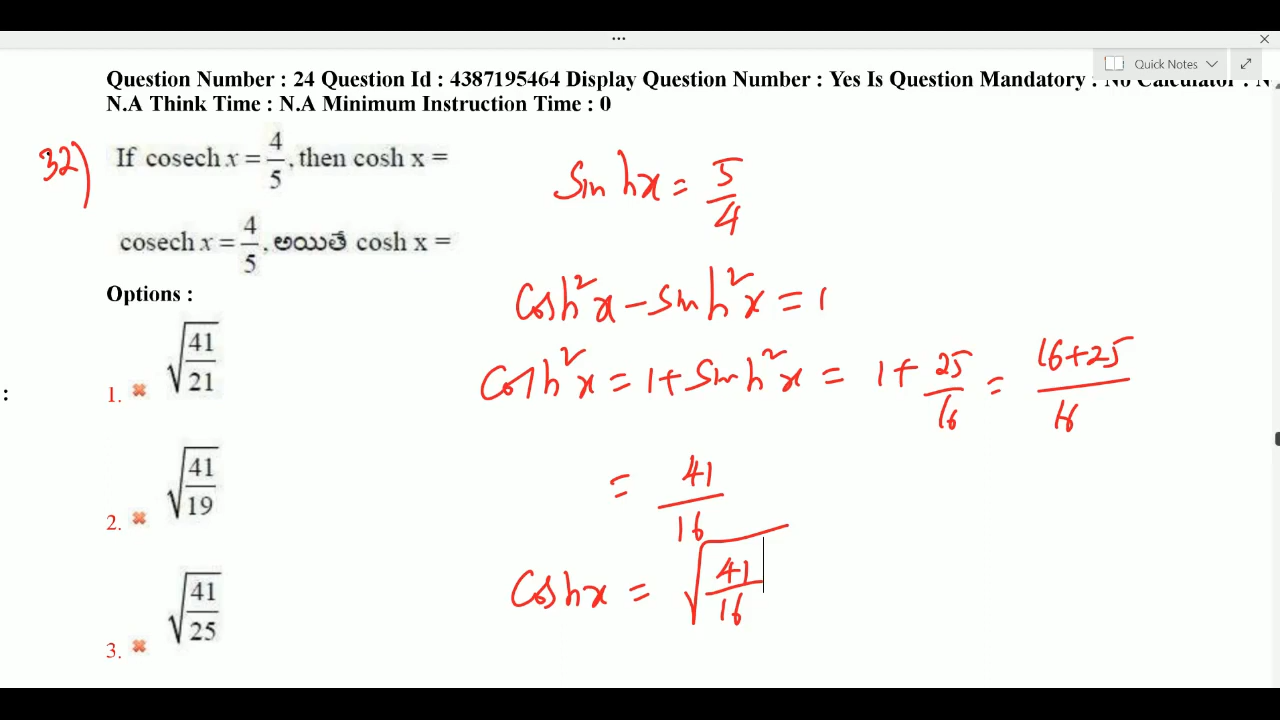 ...
Quick Notes
Question Number : 24 Question Id : 4387195464 Display Question Number : Yes Is Question Mandatory : No Calculator : N
N.A Think Time : N.A Minimum Instruction Time : 0
32)
If cosech x = 4/5, then cosh x =
cosech x = 4/5, అయితే cosh x =
Options :
1. √(41/21)
2. √(41/19)
3. √(41/25)
:
Sinhx = 5/4
Cosh²x - Sinh²x = 1
Cosh²x = 1 + Sinh²x = 1 + 25/16 = (16+25)/16
= 41/16
Coshx = √(41/16)